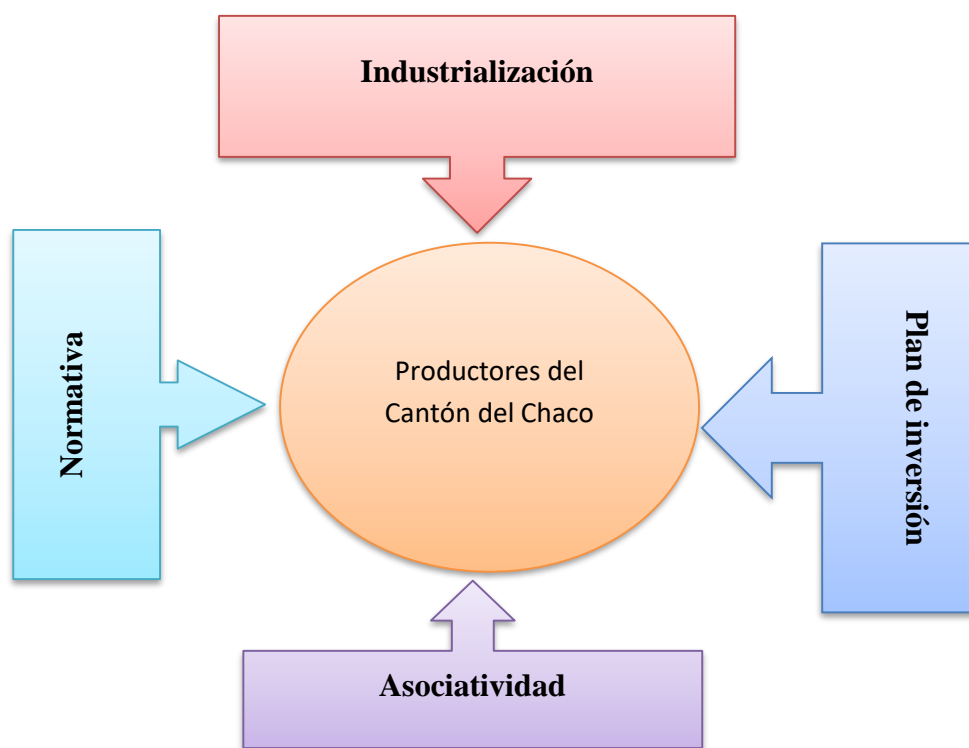 Industrialización
Normativa
Productores del
Cantón del Chaco
Plan de inversión
Asociatividad